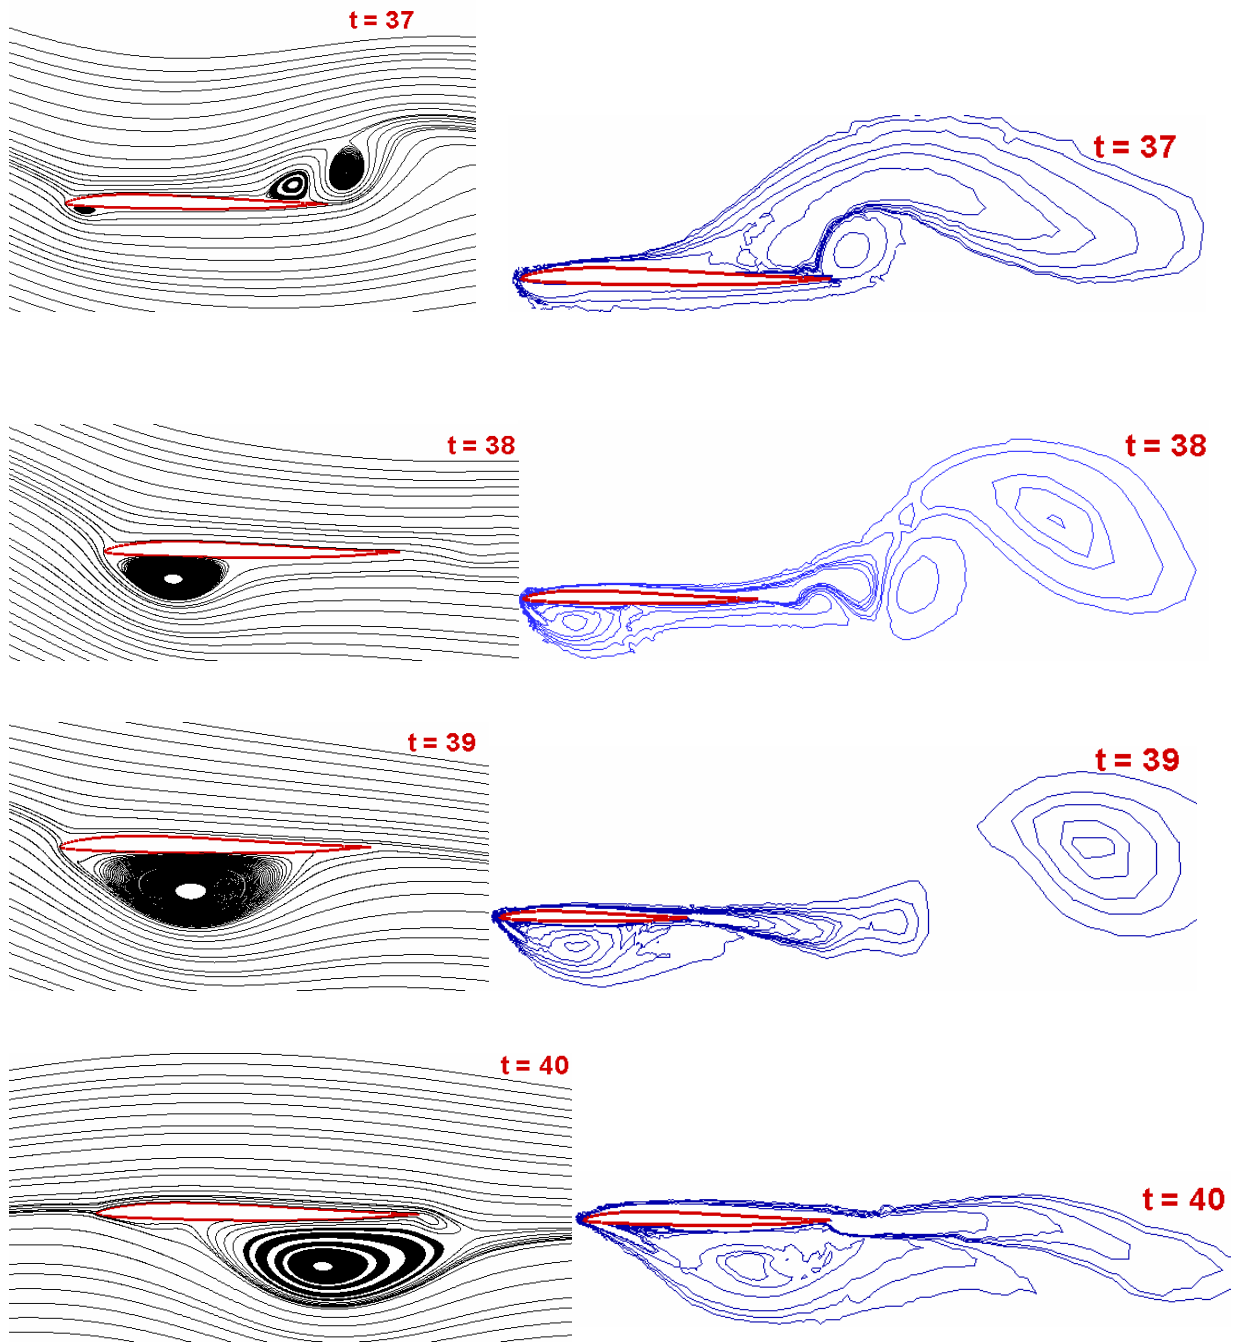 t = 37
t = 37
t = 38
t = 38
t = 39
t = 39
t = 40
t = 40